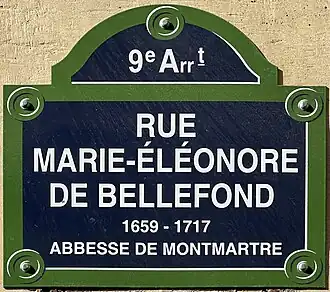 9e Arrt
RUE
MARIE-ÉLÉONORE
DE BELLEFOND
1659 - 1717
ABBESSE DE MONTMARTRE